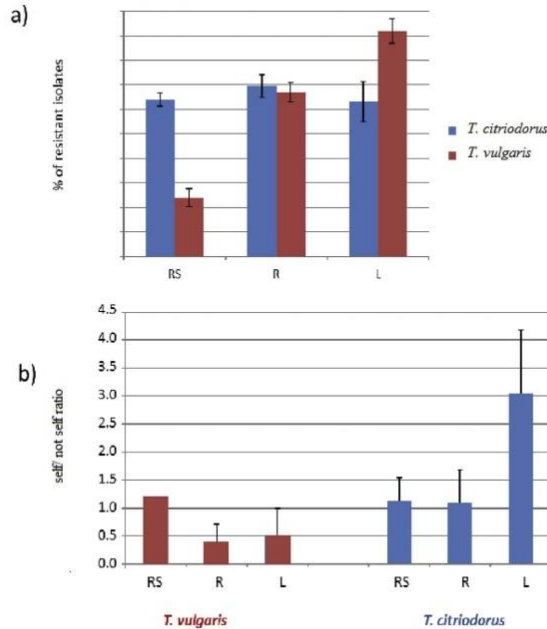 a)
% of resistant isolates
T. citriodorus
T. vulgaris
RS R L
b)
self/ not self ratio
4.5
4.0
3.5
3.0
2.5
2.0
1.5
1.0
0.5
0.0
RS R L RS R L
T. vulgaris T. citriodorus